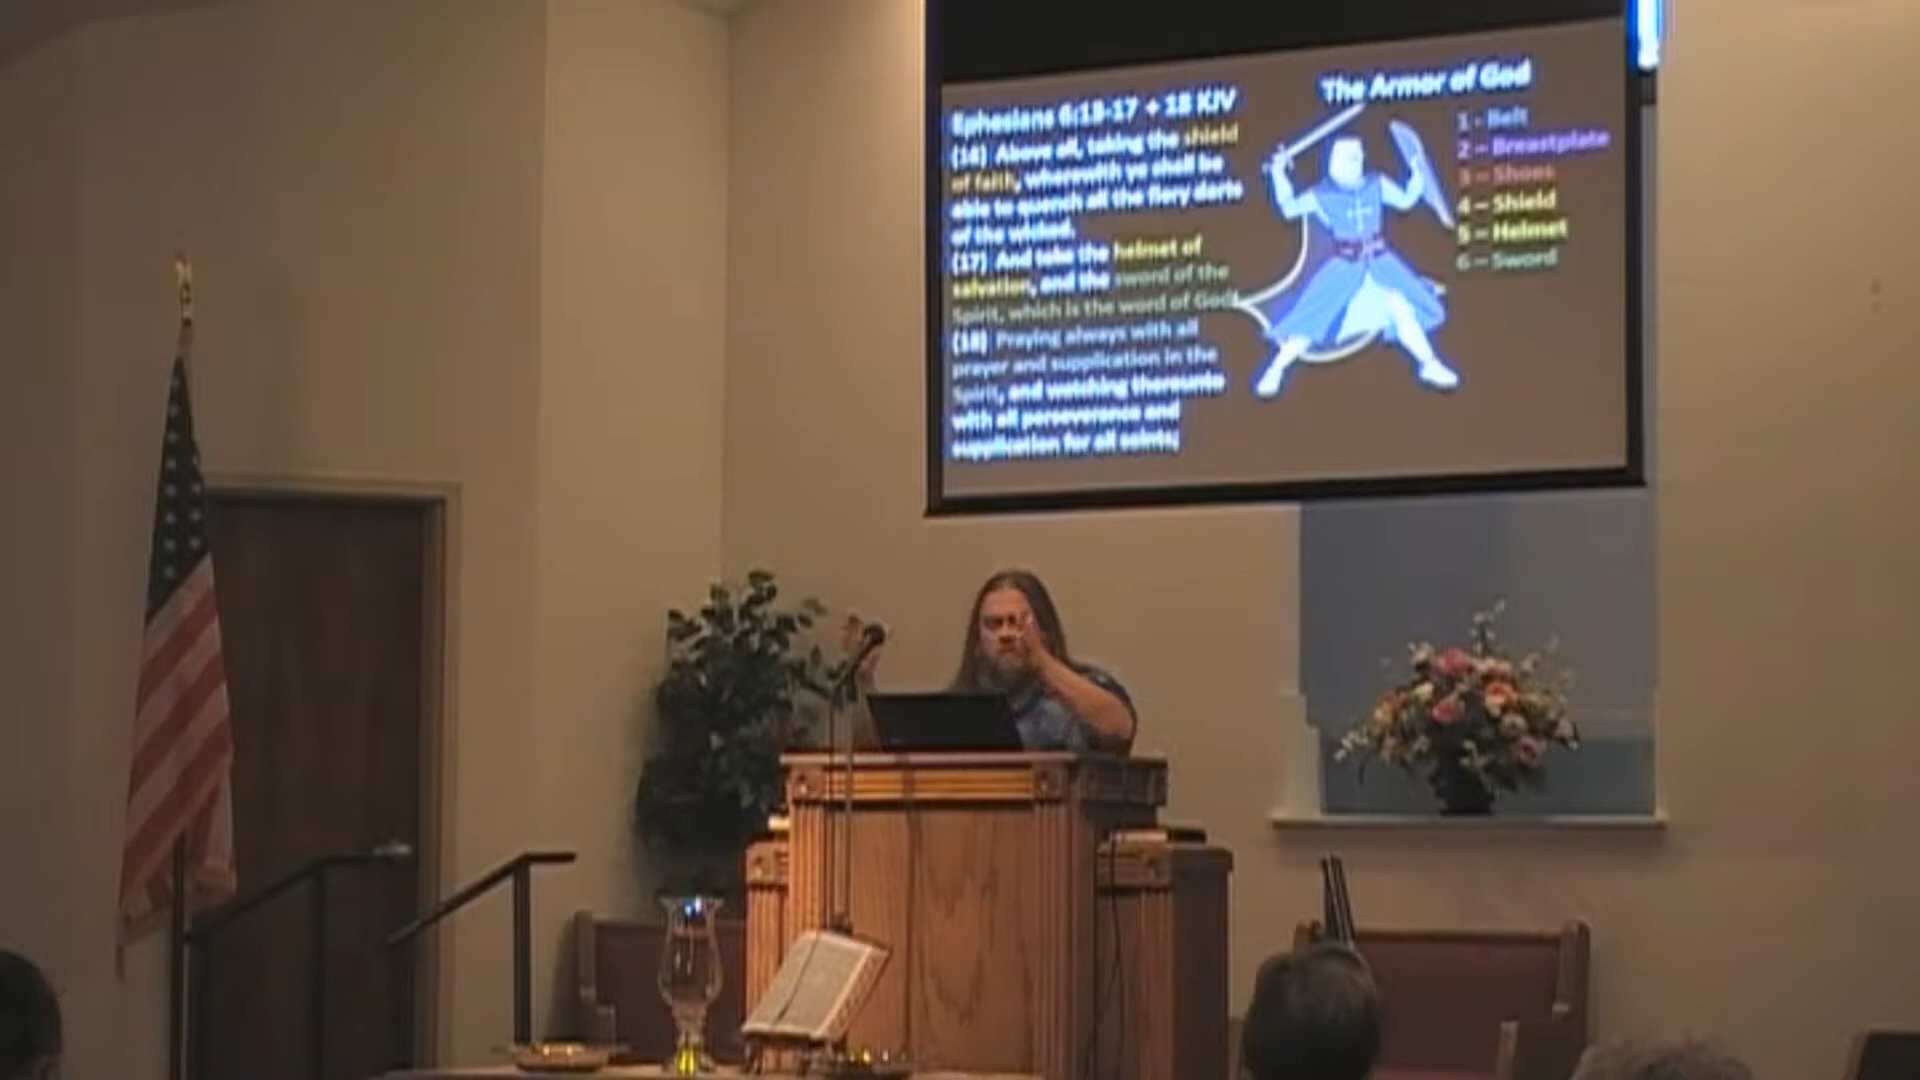 Ephesians 6:13-17 + 18 KJV
(16) Above all, taking the shield
of faith, wherewith ye shall be
able to quench all the fiery darts
of the wicked.
(17) And take the helmet of
salvation, and the sword of the
Spirit, which is the word of God:
(18) Praying always with all
prayer and supplication in the
Spirit, and watching thereunto
with all perseverance and
supplication for all saints;
The Armor of God
1 - Belt
2 – Breastplate
3 – Shoes
4 – Shield
5 – Helmet
6 – Sword